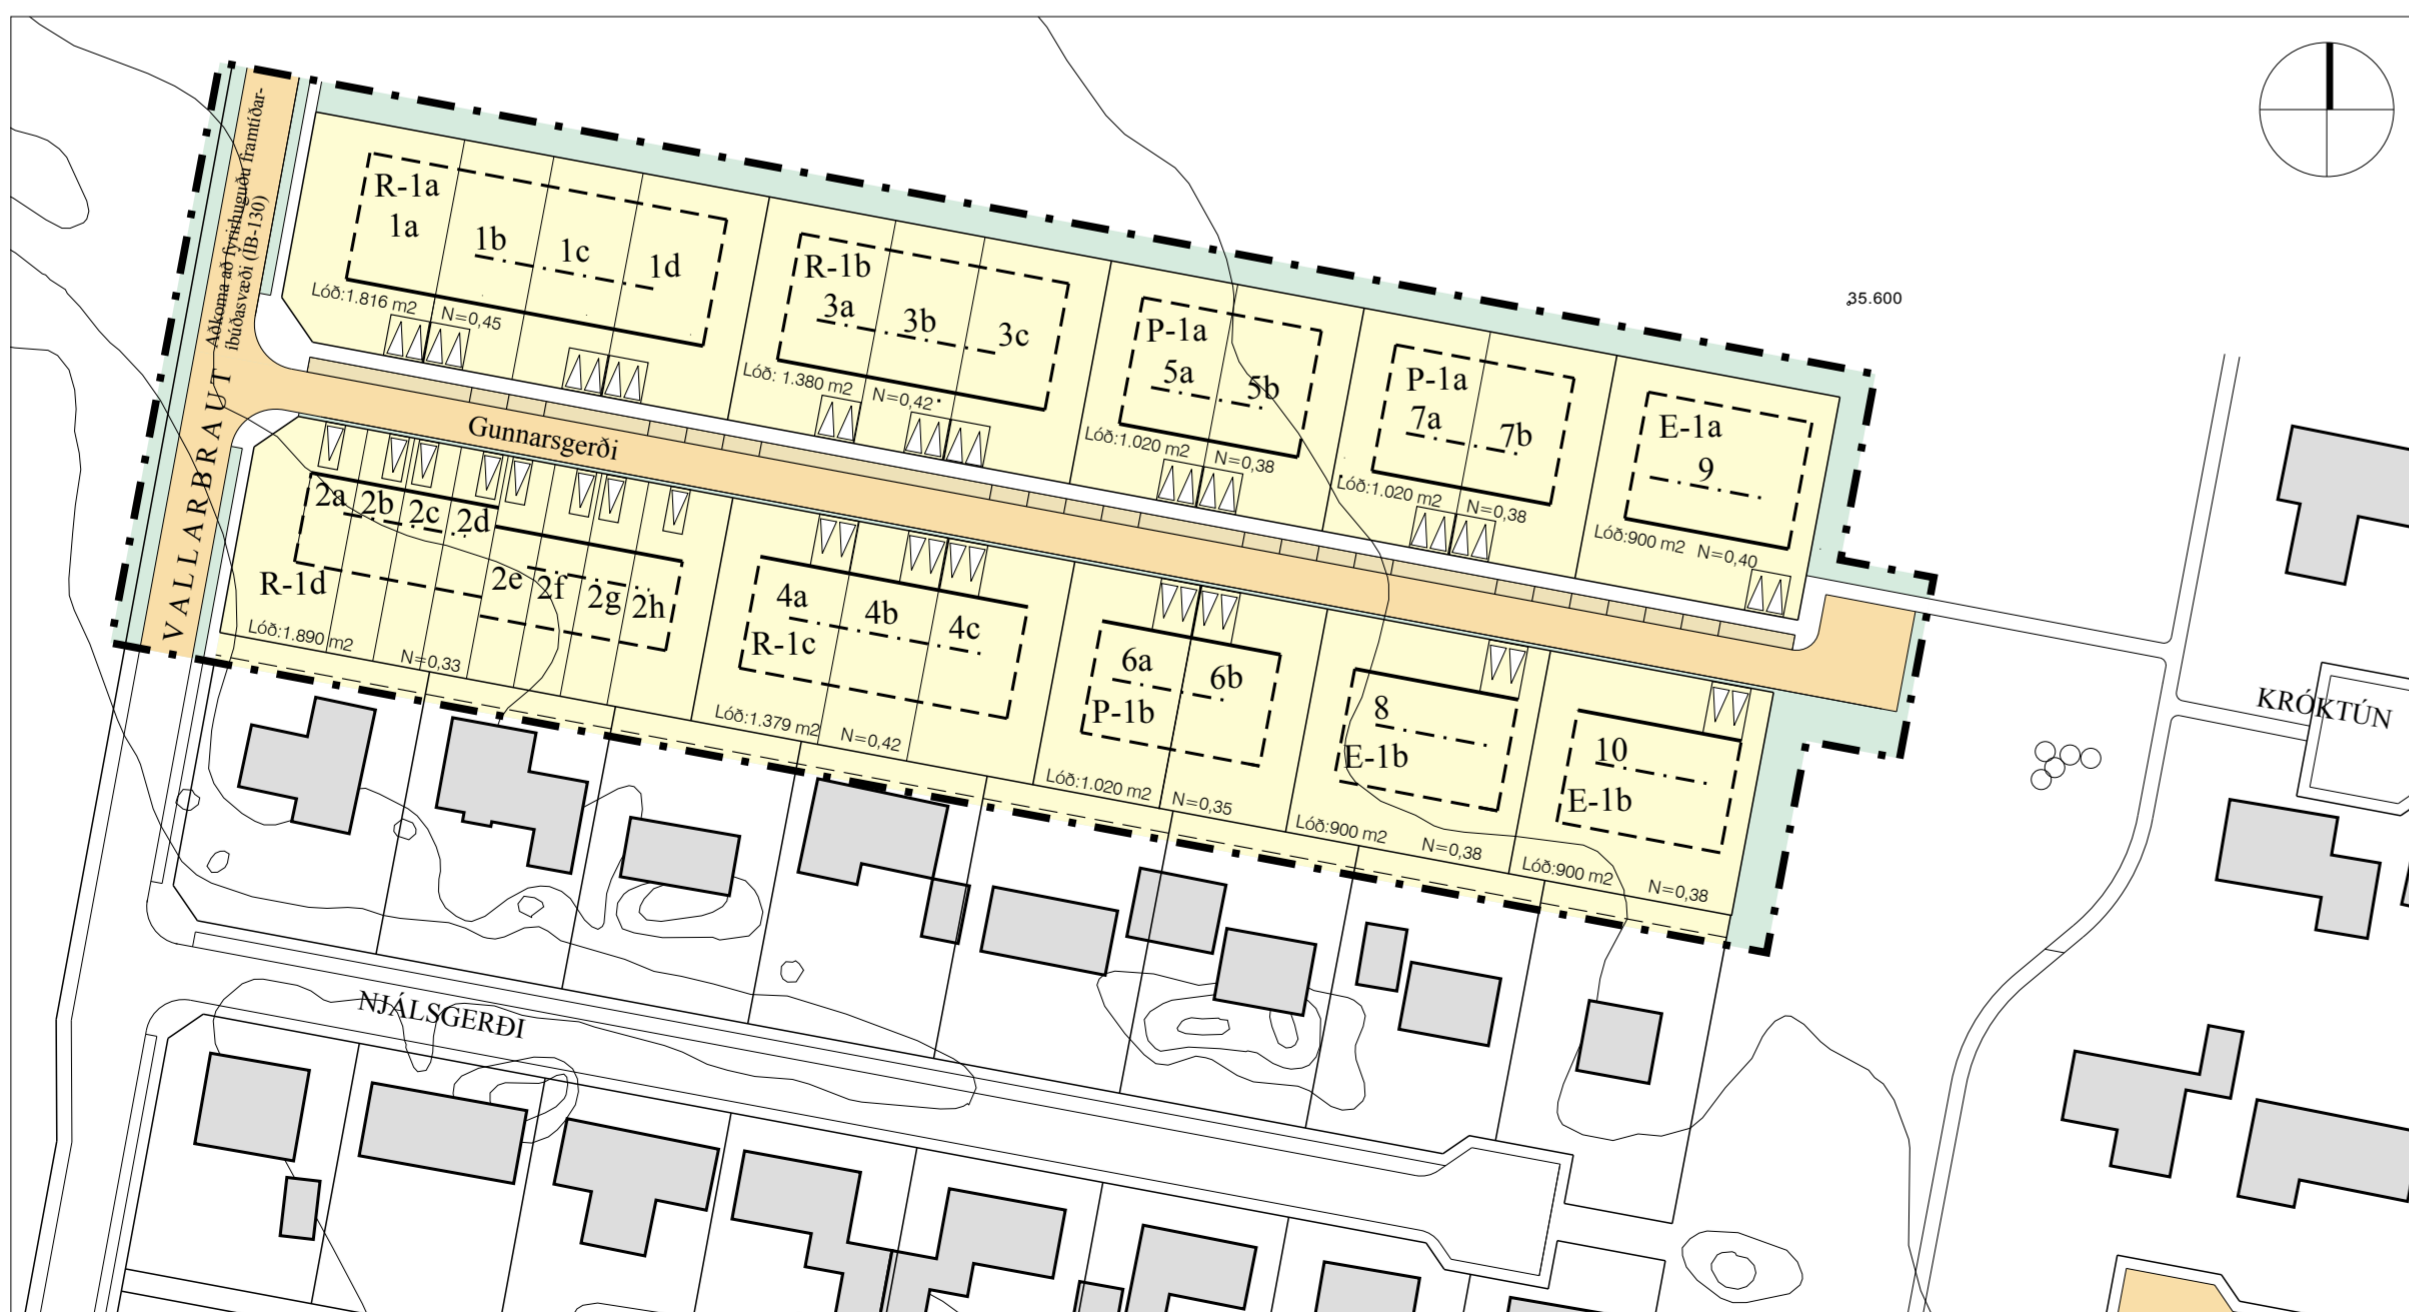 Aðkoma að fyrirhuguðu framtíðar-
íbúðasvæði (ÍB-130)
VALLARBRAUT
R-1a
1a
1b
1c
1d
Lóð:1.816 m2
N=0,45
R-1b
3a
3b
3c
Lóð: 1.380 m2
N=0,42
P-1a
5a
5b
Lóð:1.020 m2
N=0,38
P-1a
7a
7b
Lóð:1.020 m2
N=0,38
E-1a
9
Lóð:900 m2
N=0,40
35.600
Gunnarsgerði
2a
2b
2c
2d
2e
2f
2g
2h
R-1d
Lóð:1.890 m2
N=0,33
4a
4b
4c
R-1c
Lóð:1.379 m2
N=0,42
6a
6b
P-1b
Lóð:1.020 m2
N=0,35
8
E-1b
Lóð:900 m2
N=0,38
10
E-1b
Lóð:900 m2
N=0,38
KRÓKTÚN
NJÁLSGERÐI